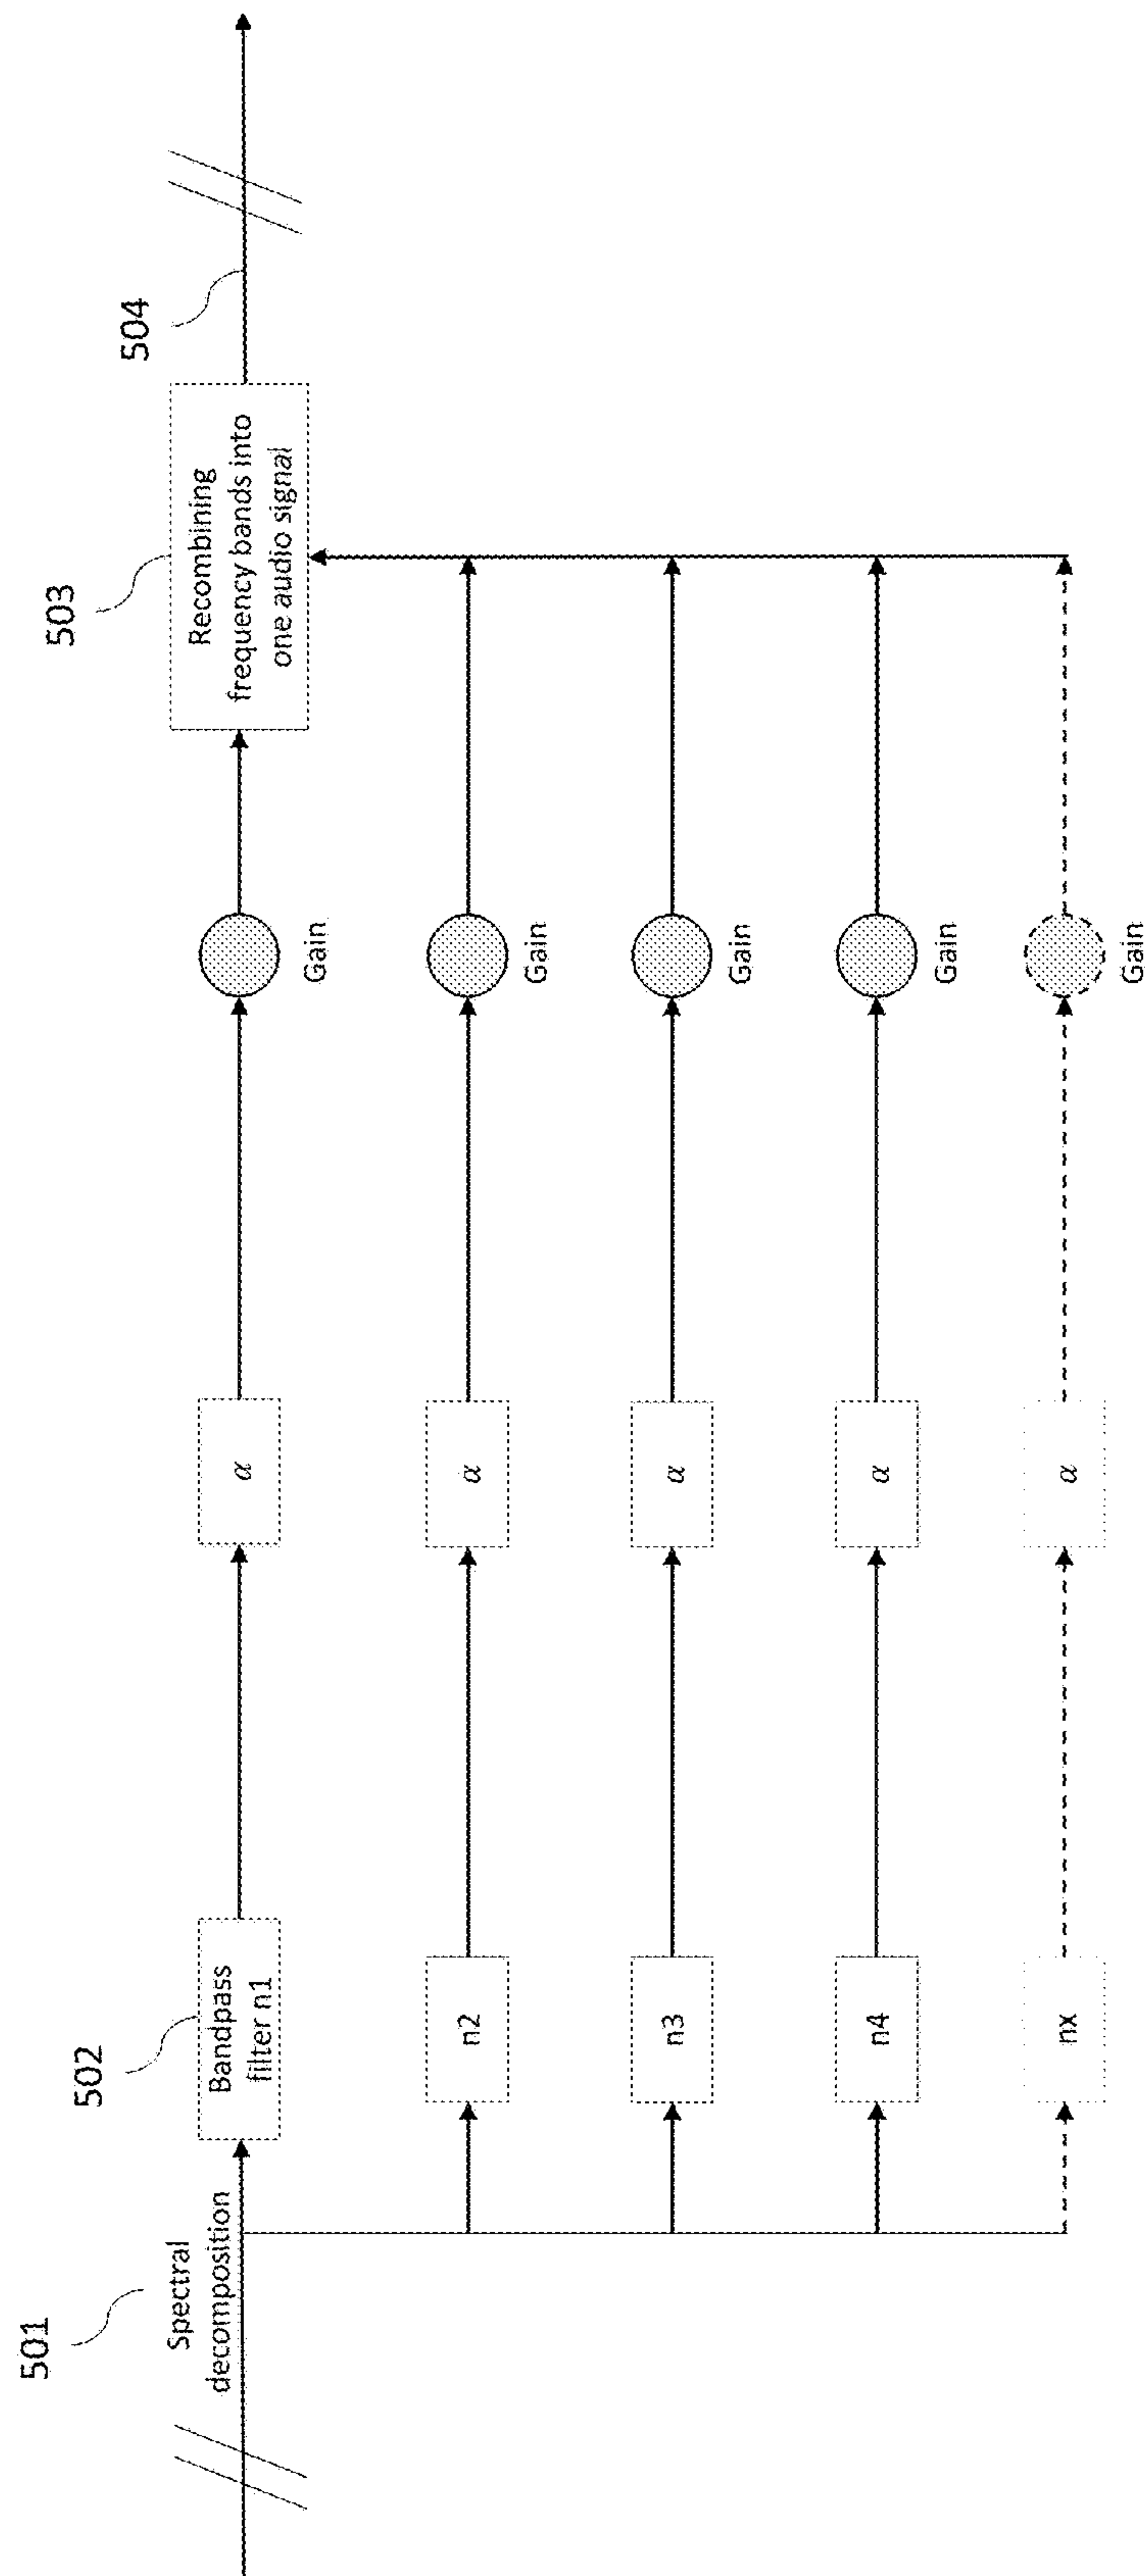 501
Spectral
decomposition
502
Bandpass
filter n1
α
Gain
503
Recombining
frequency bands into
one audio signal
504
n2
α
Gain
n3
α
Gain
n4
α
Gain
nx
α
Gain